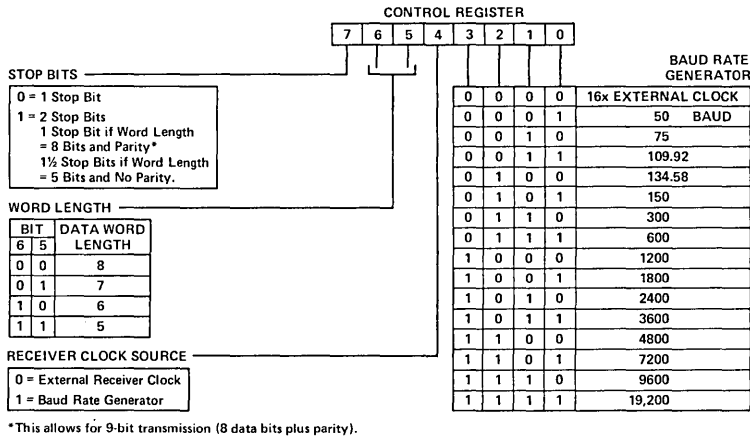 CONTROL REGISTER
7 6 5 4 3 2 1 0
STOP BITS
0 = 1 Stop Bit
1 = 2 Stop Bits
1 Stop Bit if Word Length
= 8 Bits and Parity*
1½ Stop Bits if Word Length
= 5 Bits and No Parity.
WORD LENGTH
BIT DATA WORD
6 5 LENGTH
0 0 8
0 1 7
1 0 6
1 1 5
RECEIVER CLOCK SOURCE
0 = External Receiver Clock
1 = Baud Rate Generator
BAUD RATE
GENERATOR
0 0 0 0 16x EXTERNAL CLOCK
0 0 0 1 50 BAUD
0 0 1 0 75
0 0 1 1 109.92
0 1 0 0 134.58
0 1 0 1 150
0 1 1 0 300
0 1 1 1 600
1 0 0 0 1200
1 0 0 1 1800
1 0 1 0 2400
1 0 1 1 3600
1 1 0 0 4800
1 1 0 1 7200
1 1 1 0 9600
1 1 1 1 19,200
*This allows for 9-bit transmission (8 data bits plus parity).